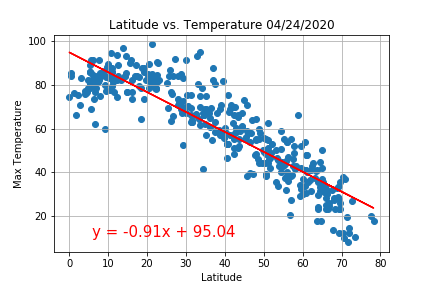 Latitude vs. Temperature 04/24/2020
100
80
60
40
20
Max Temperature
y = -0.91x + 95.04
0 10 20 30 40 50 60 70 80
Latitude